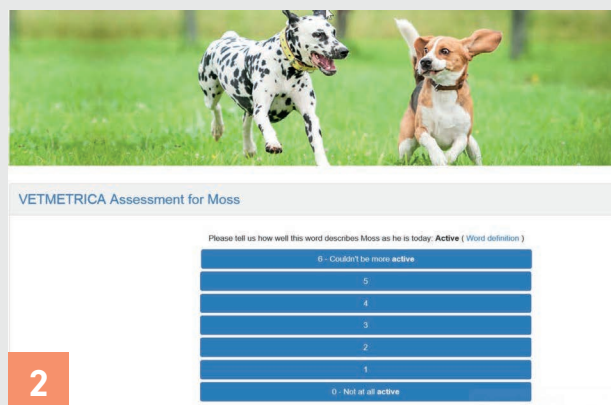 VETMETRICA Assessment for Moss
Please tell us how well this word describes Moss as he is today: Active ( Word definition )
6 - Couldn't be more active
5
4
3
2
1
0 - Not at all active
2